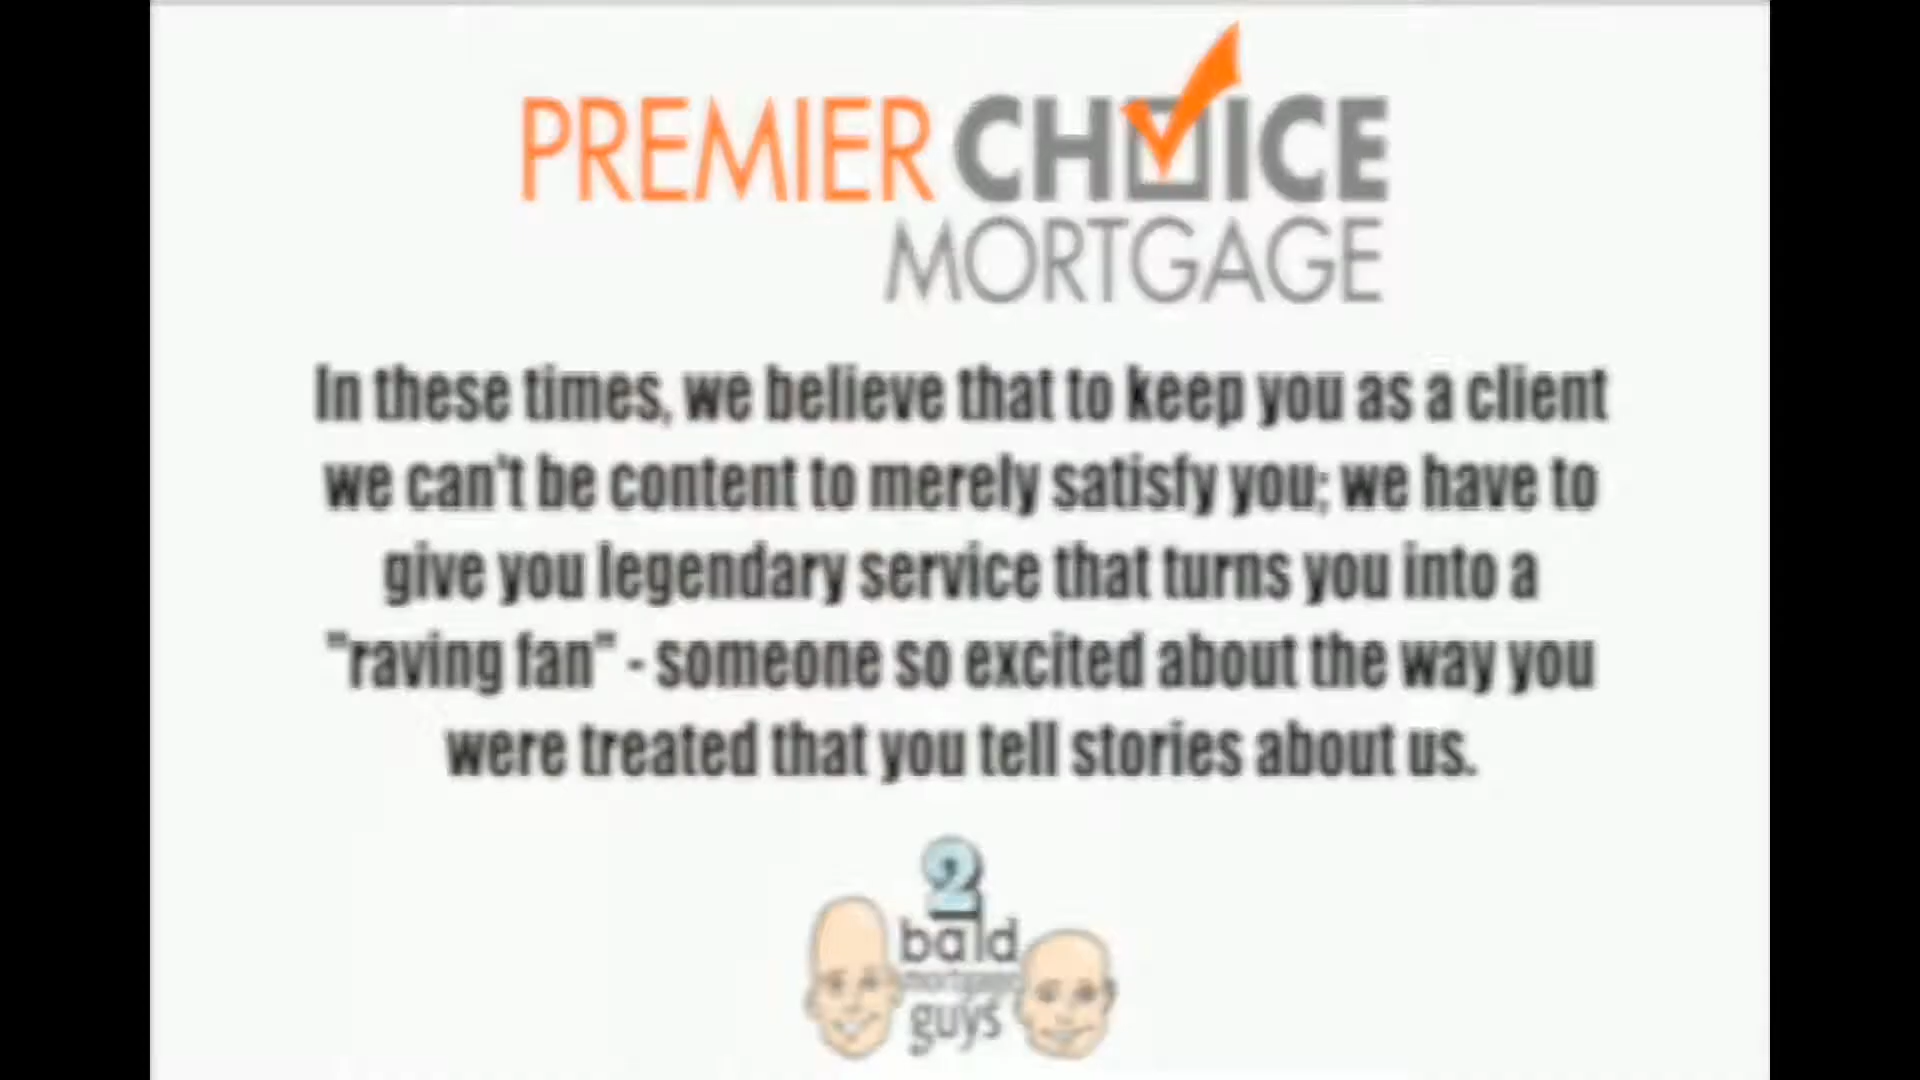 PREMIER CHOICE
MORTGAGE
In these times, we believe that to keep you as a client
we can't be content to merely satisfy you; we have to
give you legendary service that turns you into a
"raving fan" - someone so excited about the way you
were treated that you tell stories about us.
2
bald
mortgage
guys